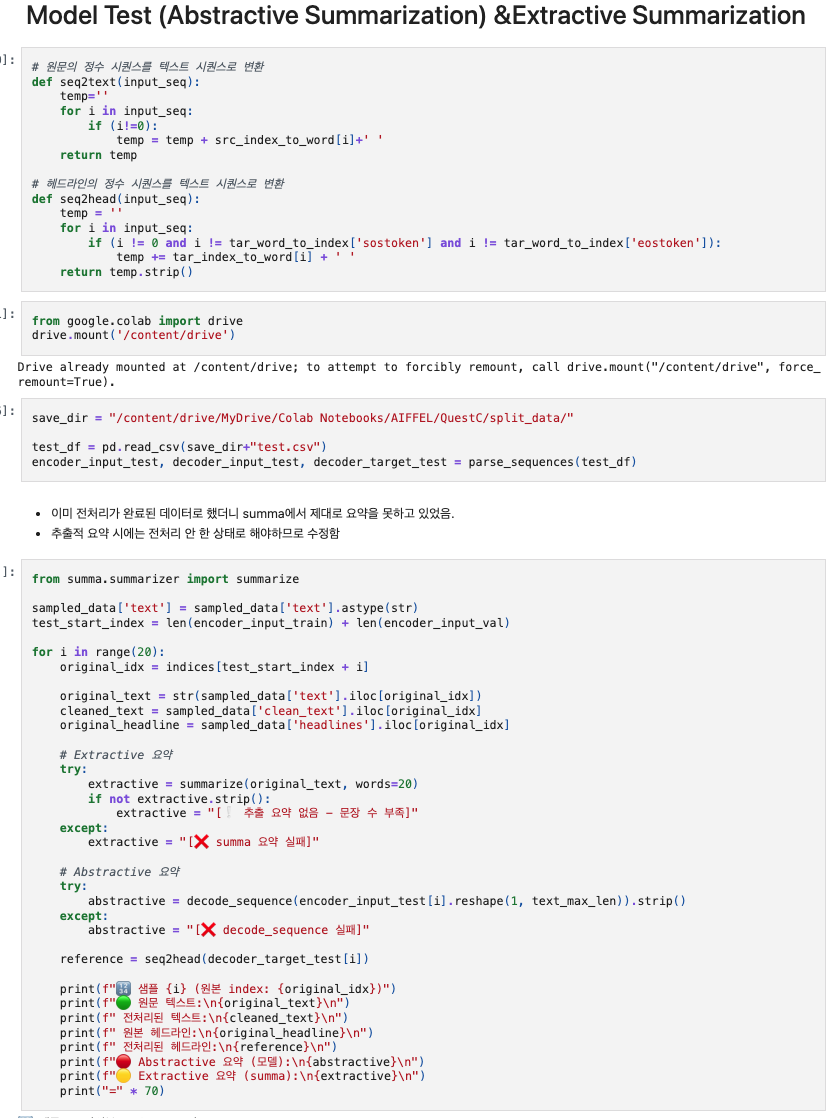 Model Test (Abstractive Summarization) &Extractive Summarization
]:
# 원문의 정수 시퀀스를 텍스트 시퀀스로 변환
def seq2text(input_seq):
    temp=''
    for i in input_seq:
        if (i!=0):
            temp = temp + src_index_to_word[i]+' '
    return temp

# 헤드라인의 정수 시퀀스를 텍스트 시퀀스로 변환
def seq2head(input_seq):
    temp = ''
    for i in input_seq:
        if (i != 0 and i != tar_word_to_index['sostoken'] and i != tar_word_to_index['eostoken']):
            temp += tar_index_to_word[i] + ' '
    return temp.strip()
]:
from google.colab import drive
drive.mount('/content/drive')
Drive already mounted at /content/drive; to attempt to forcibly remount, call drive.mount("/content/drive", force_
remount=True).
]:
save_dir = "/content/drive/MyDrive/Colab Notebooks/AIFFEL/QuestC/split_data/"

test_df = pd.read_csv(save_dir+"test.csv")
encoder_input_test, decoder_input_test, decoder_target_test = parse_sequences(test_df)

• 이미 전처리가 완료된 데이터로 했더니 summa에서 제대로 요약을 못하고 있었음.
• 추출적 요약 시에는 전처리 안 한 상태로 해야하므로 수정함
]:
from summa.summarizer import summarize

sampled_data['text'] = sampled_data['text'].astype(str)
test_start_index = len(encoder_input_train) + len(encoder_input_val)

for i in range(20):
    original_idx = indices[test_start_index + i]

    original_text = str(sampled_data['text'].iloc[original_idx])
    cleaned_text = sampled_data['clean_text'].iloc[original_idx]
    original_headline = sampled_data['headlines'].iloc[original_idx]

    # Extractive 요약
    try:
        extractive = summarize(original_text, words=20)
        if not extractive.strip():
            extractive = "[❕ 추출 요약 없음 – 문장 수 부족]"
    except:
        extractive = "[❌ summa 요약 실패]"

    # Abstractive 요약
    try:
        abstractive = decode_sequence(encoder_input_test[i].reshape(1, text_max_len)).strip()
    except:
        abstractive = "[❌ decode_sequence 실패]"

    reference = seq2head(decoder_target_test[i])

    print(f"🔢 샘플 {i} (원본 index: {original_idx})")
    print(f"🟢 원문 텍스트:\n{original_text}\n")
    print(f" 전처리된 텍스트:\n{cleaned_text}\n")
    print(f" 원본 헤드라인:\n{original_headline}\n")
    print(f" 전처리된 헤드라인:\n{reference}\n")
    print(f"🔴 Abstractive 요약 (모델):\n{abstractive}\n")
    print(f"🟡 Extractive 요약 (summa):\n{extractive}\n")
    print("=" * 70)